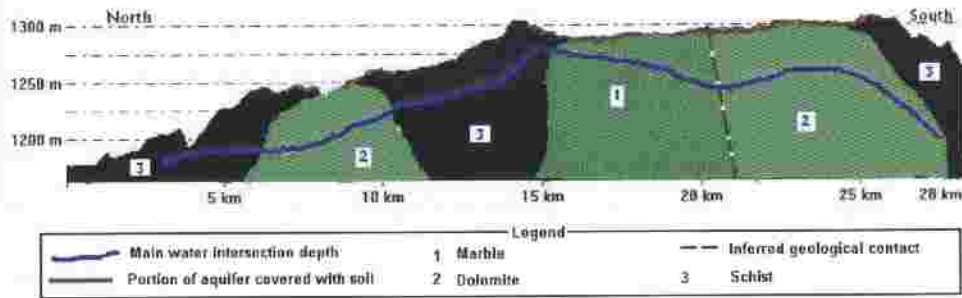 North
South
1300 m
1250 m
1200 m
3
2
3
1
2
3
5 km
10 km
15 km
20 km
25 km
28 km
Legend
Main water intersection depth
1 Marble
Inferred geological contact
Portion of aquifer covered with soil
2 Dolomite
3 Schist